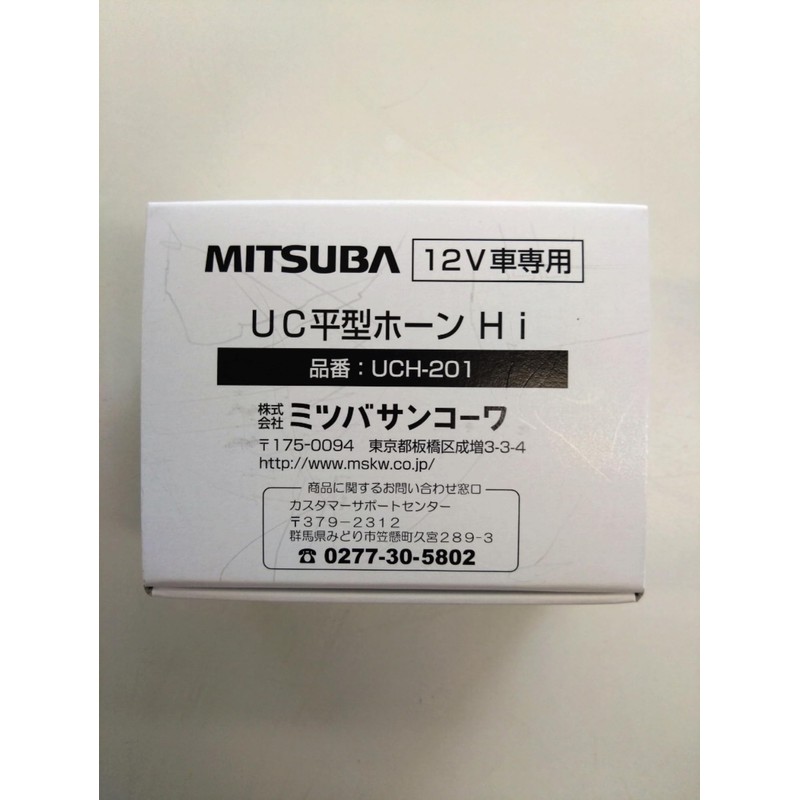 MITSUBA 12V車専用
UC平型ホーン Hi
品番：UCH-201
株式会社 ミツバサンコーワ
〒175-0094 東京都板橋区成増3-3-4
http://www.mskw.co.jp/
商品に関するお問い合わせ窓口
カスタマーサポートセンター
〒379-2312
群馬県みどり市笠懸町久宮289-3
☎ 0277-30-5802